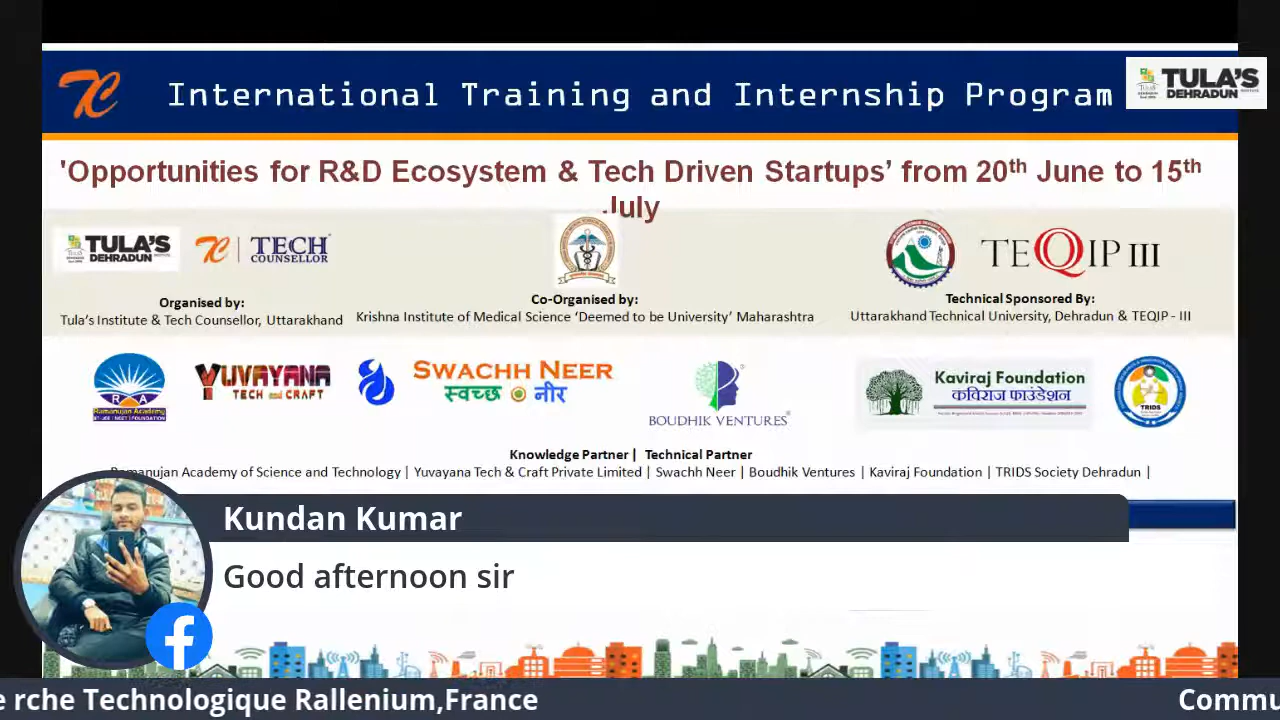 International Training and Internship Program
TULA'S
DEHRADUN
'Opportunities for R&D Ecosystem & Tech Driven Startups' from 20th June to 15th
July
TULA'S
DEHRADUN
TC | TECH
COUNSELLOR
TEQIP III
Organised by:
Tula's Institute & Tech Counsellor, Uttarakhand
Co-Organised by:
Krishna Institute of Medical Science 'Deemed to be University' Maharashtra
Technical Sponsored By:
Uttarakhand Technical University, Dehradun & TEQIP - III
RA
Ramanujan Academy
YUVAYANA
TECH and CRAFT
SWACHH NEER
स्वच्छ नीर
BOUDHIK VENTURES
Kaviraj Foundation
कविराज फाउंडेशन
TRIDS
Knowledge Partner | Technical Partner
Ramanujan Academy of Science and Technology | Yuvayana Tech & Craft Private Limited | Swachh Neer | Boudhik Ventures | Kaviraj Foundation | TRIDS Society Dehradun |
Kundan Kumar
Good afternoon sir
e rche Technologique Rallenium,France
Commu